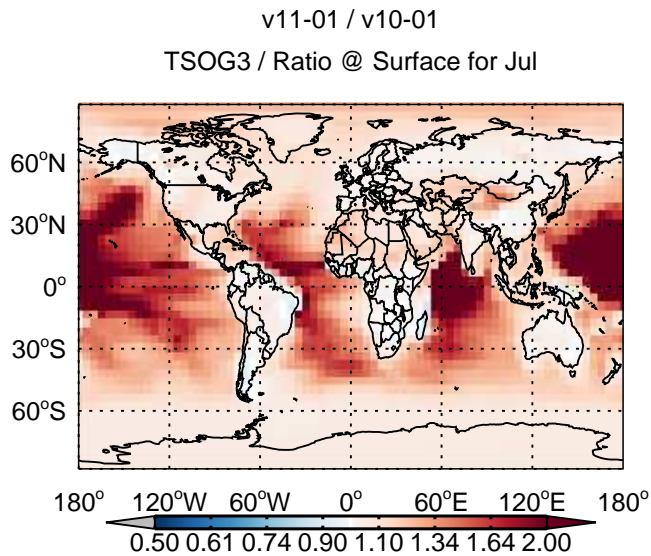 v11-01 / v10-01
TSOG3 / Ratio @ Surface for Jul
60°N
30°N
0°
30°S
60°S
180° 120°W 60°W 0° 60°E 120°E 180°
0.50 0.61 0.74 0.90 1.10 1.34 1.64 2.00